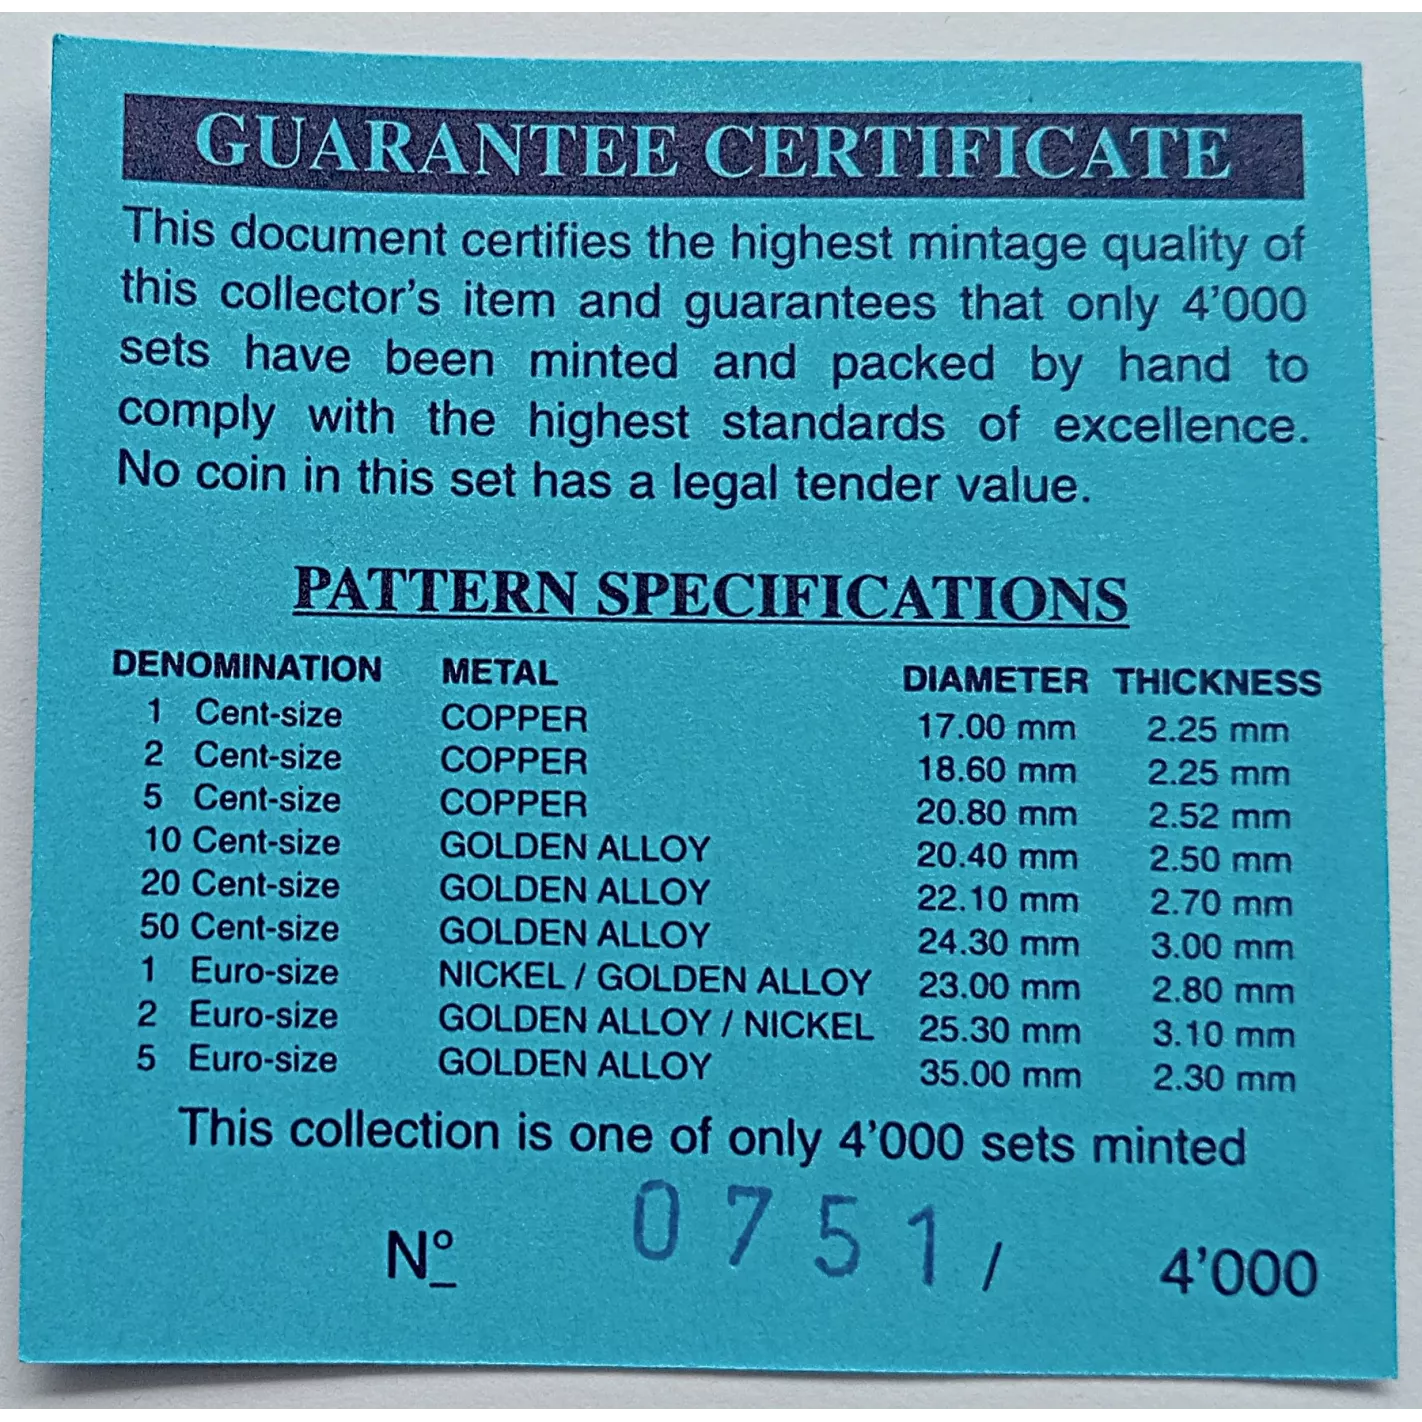 GUARANTEE CERTIFICATE
This document certifies the highest mintage quality of
this collector's item and guarantees that only 4'000
sets have been minted and packed by hand to
comply with the highest standards of excellence.
No coin in this set has a legal tender value.
PATTERN SPECIFICATIONS
DENOMINATION METAL DIAMETER THICKNESS
1 Cent-size COPPER 17.00 mm 2.25 mm
2 Cent-size COPPER 18.60 mm 2.25 mm
5 Cent-size COPPER 20.80 mm 2.52 mm
10 Cent-size GOLDEN ALLOY 20.40 mm 2.50 mm
20 Cent-size GOLDEN ALLOY 22.10 mm 2.70 mm
50 Cent-size GOLDEN ALLOY 24.30 mm 3.00 mm
1 Euro-size NICKEL / GOLDEN ALLOY 23.00 mm 2.80 mm
2 Euro-size GOLDEN ALLOY / NICKEL 25.30 mm 3.10 mm
5 Euro-size GOLDEN ALLOY 35.00 mm 2.30 mm
This collection is one of only 4'000 sets minted
Nº 0751 / 4'000